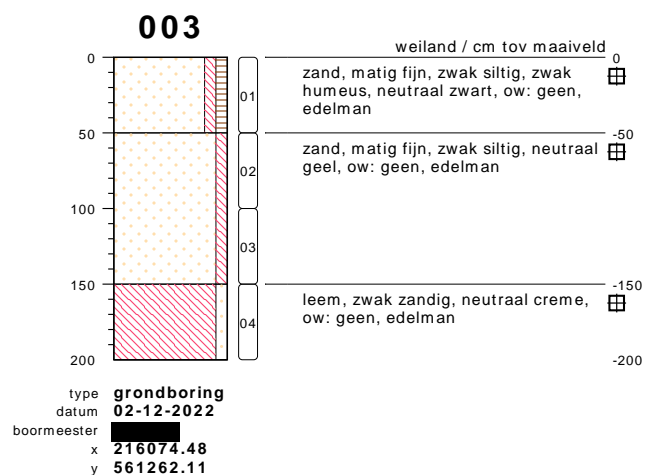 003
weiland / cm tov maaiveld
0
0
zand, matig fijn, zwak siltig, zwak
humeus, neutraal zwart, ow: geen,
edelman
01
50
-50
zand, matig fijn, zwak siltig, neutraal
geel, ow: geen, edelman
02
100
03
150
-150
leem, zwak zandig, neutraal creme,
ow: geen, edelman
04
200
-200
type grondboring
datum 02-12-2022
boormeester
x 216074.48
y 561262.11